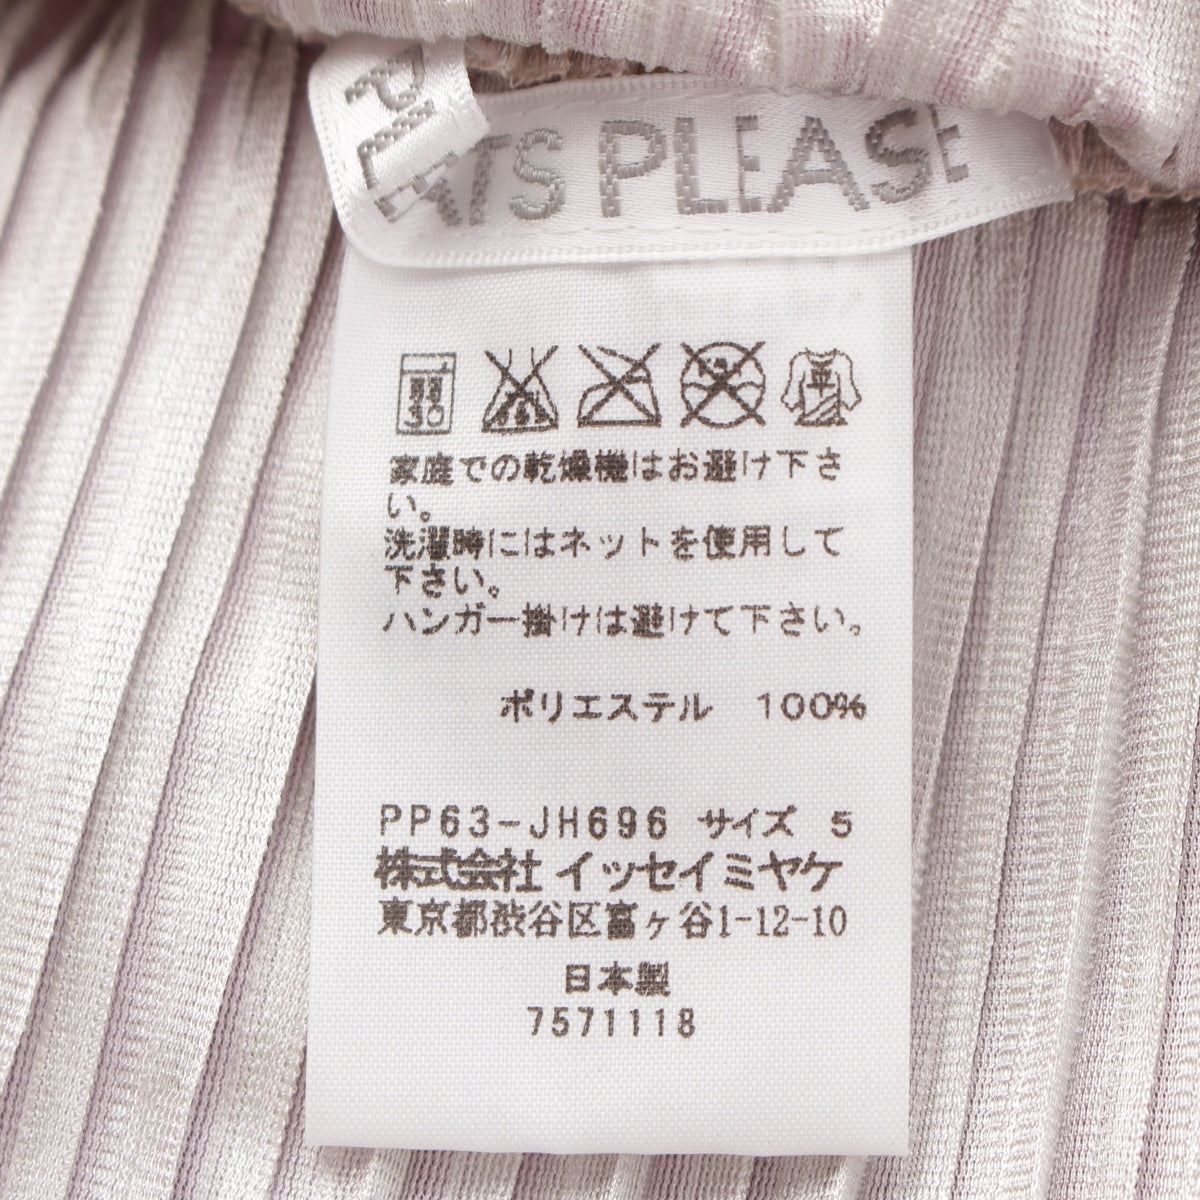 PLEATS PLEASE
30 平
家庭での乾燥機はお避け下さ
い。
洗濯時にはネットを使用して
下さい。
ハンガー掛けは避けて下さい。
ポリエステル 100%
PP63-JH696 サイズ 5
株式会社 イッセイミヤケ
東京都渋谷区富ヶ谷1-12-10
日本製
7571118